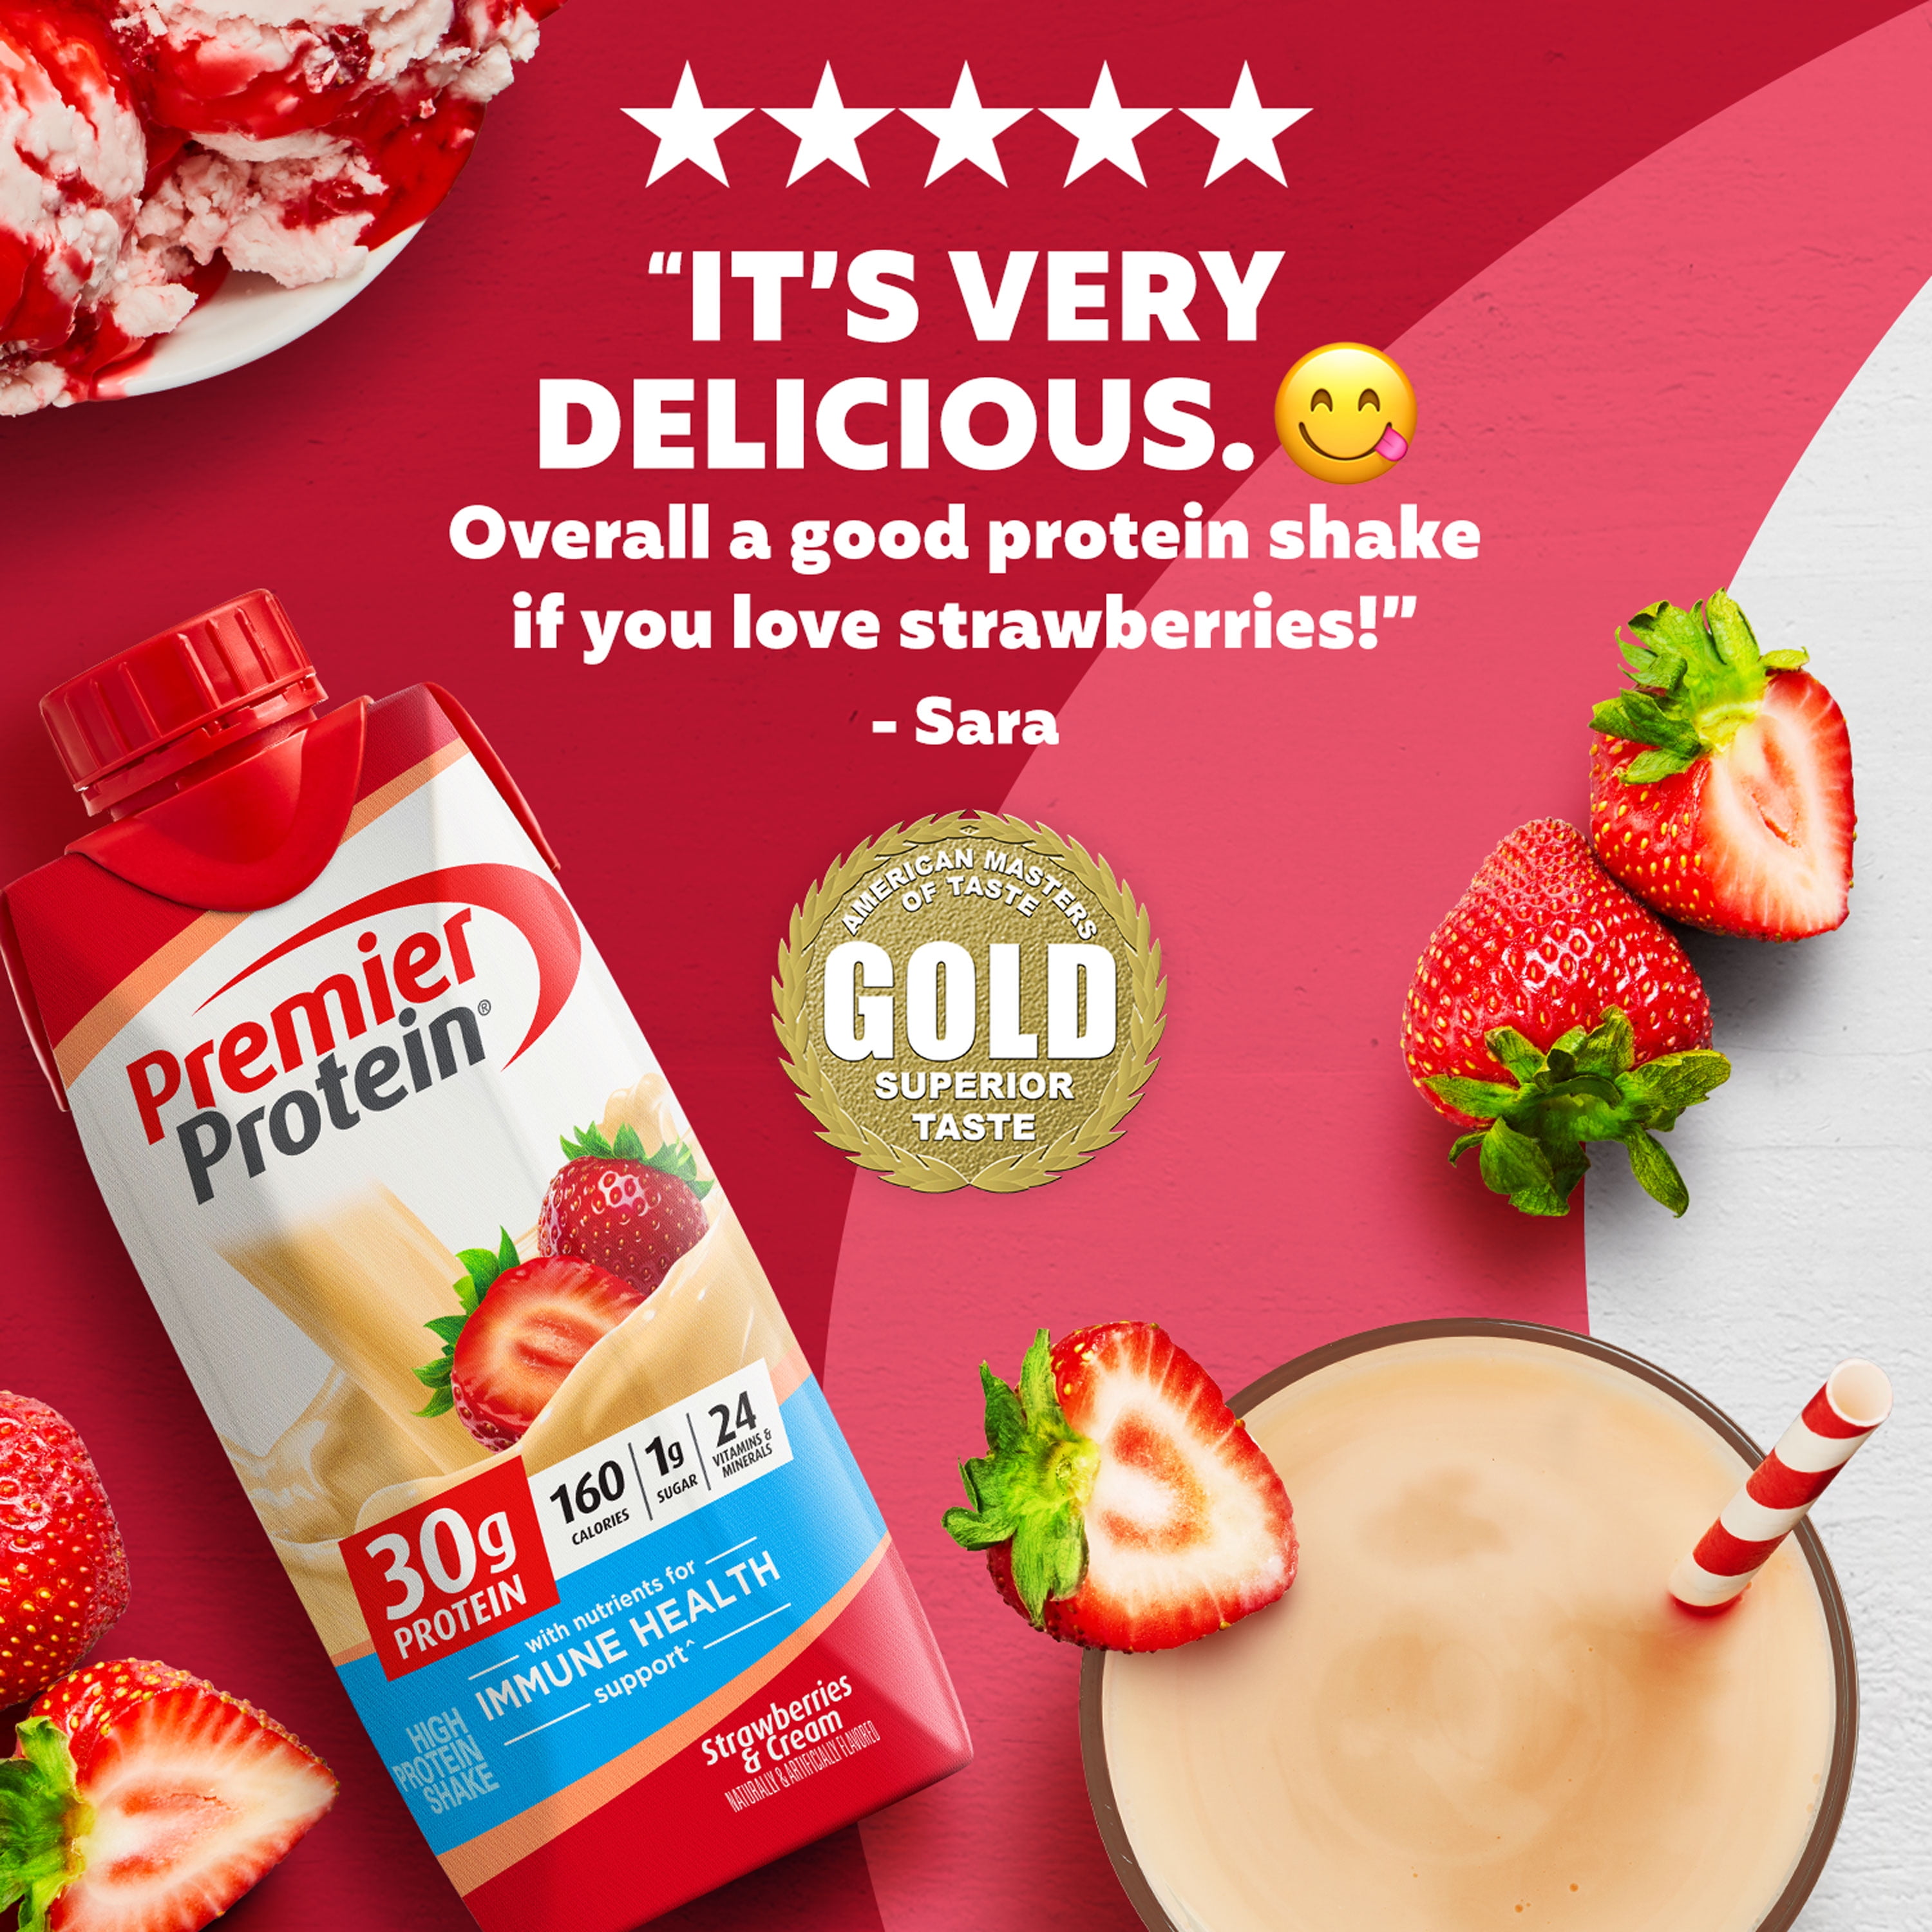 “IT’S VERY
DELICIOUS. 😋
Overall a good protein shake
if you love strawberries!”
- Sara
AMERICAN MASTERS
OF TASTE
GOLD
SUPERIOR
TASTE
Premier
Protein®
30g
PROTEIN
160
CALORIES
1g
SUGAR
24
VITAMINS &
MINERALS
with nutrients for
IMMUNE HEALTH
support^
HIGH
PROTEIN
SHAKE
Strawberries
& Cream
NATURALLY & ARTIFICIALLY FLAVORED